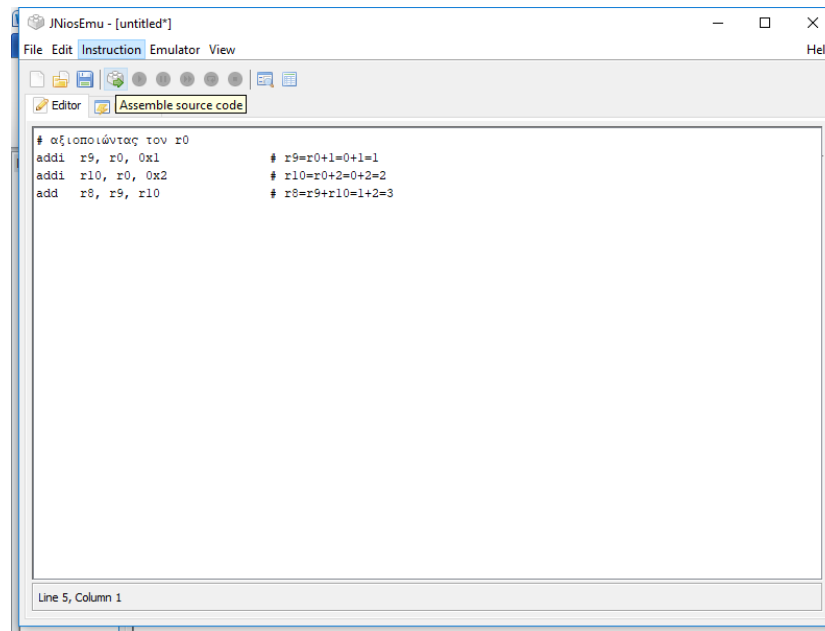 JNiosEmu - [untitled*]
File Edit Instruction Emulator View Hel
Editor Assemble source code
# αξιοποιώντας τον r0
addi r9, r0, 0x1 # r9=r0+1=0+1=1
addi r10, r0, 0x2 # r10=r0+2=0+2=2
add r8, r9, r10 # r8=r9+r10=1+2=3
Line 5, Column 1